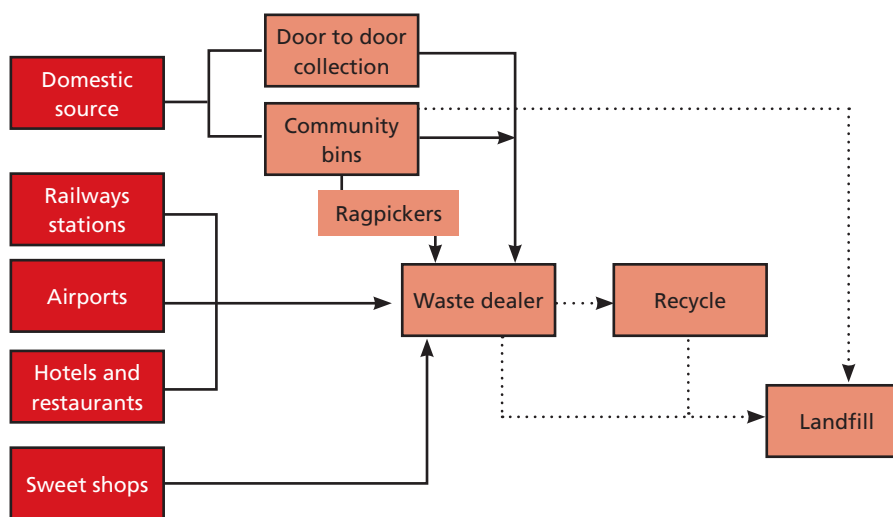 Door to door
collection
Domestic
source
Community
bins
Railways
stations
Ragpickers
Airports
Waste dealer
Recycle
Hotels and
restaurants
Landfill
Sweet shops